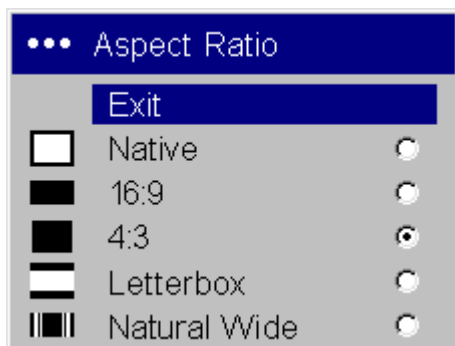 ••• Aspect Ratio
Exit
Native
16:9
4:3
Letterbox
Natural Wide